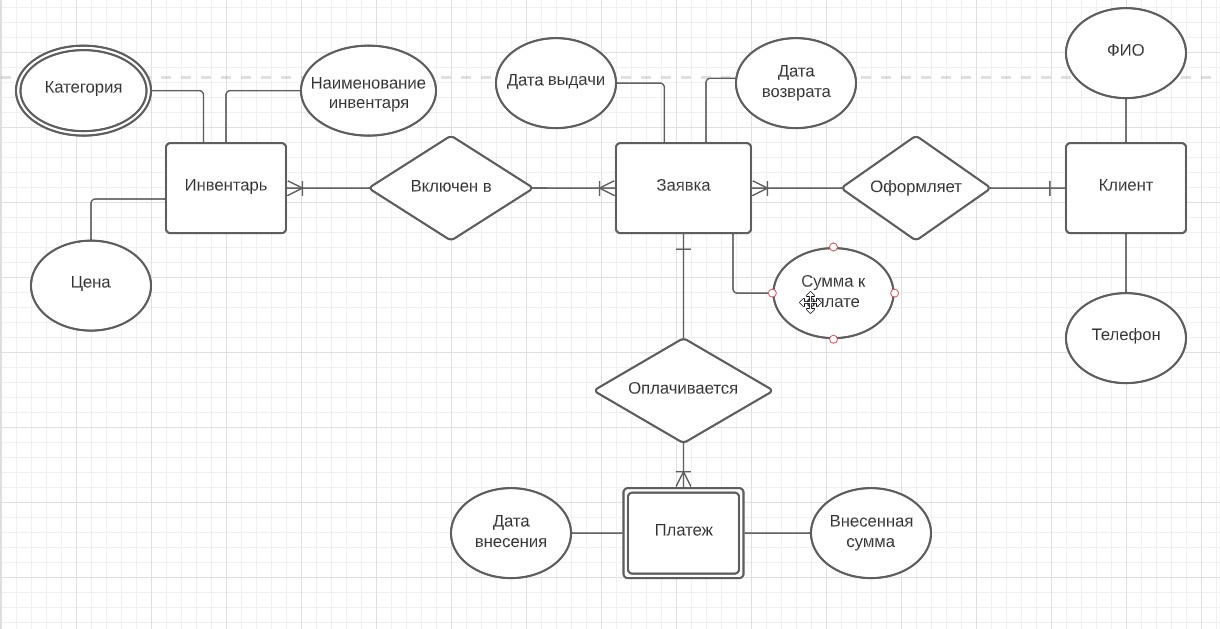 ФИО
Категория
Наименование
инвентаря
Дата выдачи
Дата
возврата
Инвентарь
Включен в
Заявка
Оформляет
Клиент
Цена
Сумма к
Телефон
Оплачивается
Дата
внесения
Платеж
Внесенная
сумма